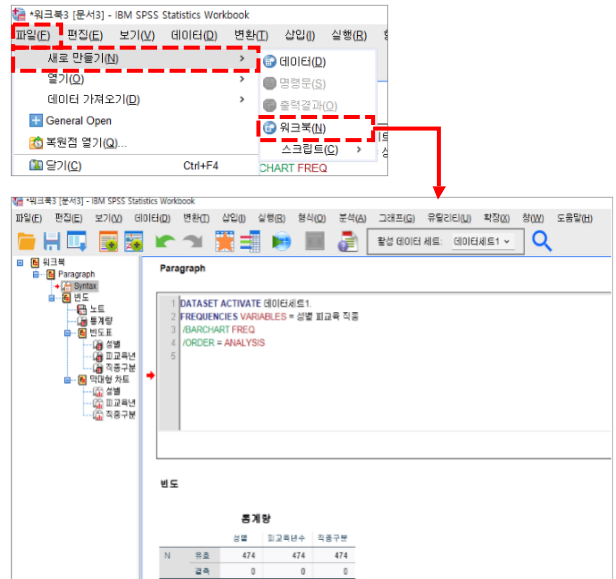 *워크북3 [문서3] - IBM SPSS Statistics Workbook
파일(F) 편집(E) 보기(V) 데이터(D) 변환(T) 삽입(I) 실행(R)
새로 만들기(N) >
열기(O) >
데이터 가져오기(D) >
General Open
복원점 열기(Q)...
닫기(C) Ctrl+F4
데이터(D)
명령문(S)
출력결과(O)
워크북(N)
스크립트(C) >
CHART FREQ
*워크북3 [문서3] - IBM SPSS Statistics Workbook
파일(F) 편집(E) 보기(V) 데이터(D) 변환(T) 삽입(I) 실행(R) 형식(O) 분석(A) 그래프(G) 유틸리티(U) 확장(X) 창(W) 도움말(H)
활성 데이터 세트: 데이터세트1
워크북
Paragraph
Syntax
빈도
노트
통계량
빈도표
성별
피교육년
직종구분
막대형 차트
성별
피교육년
직종구분
Paragraph
1 DATASET ACTIVATE 데이터세트1.
2 FREQUENCIES VARIABLES = 성별 피교육 직종
3 /BARCHART FREQ
4 /ORDER = ANALYSIS
5
빈도
통계량
성별 피교육년수 직종구분
N 유효 474 474 474
결측 0 0 0